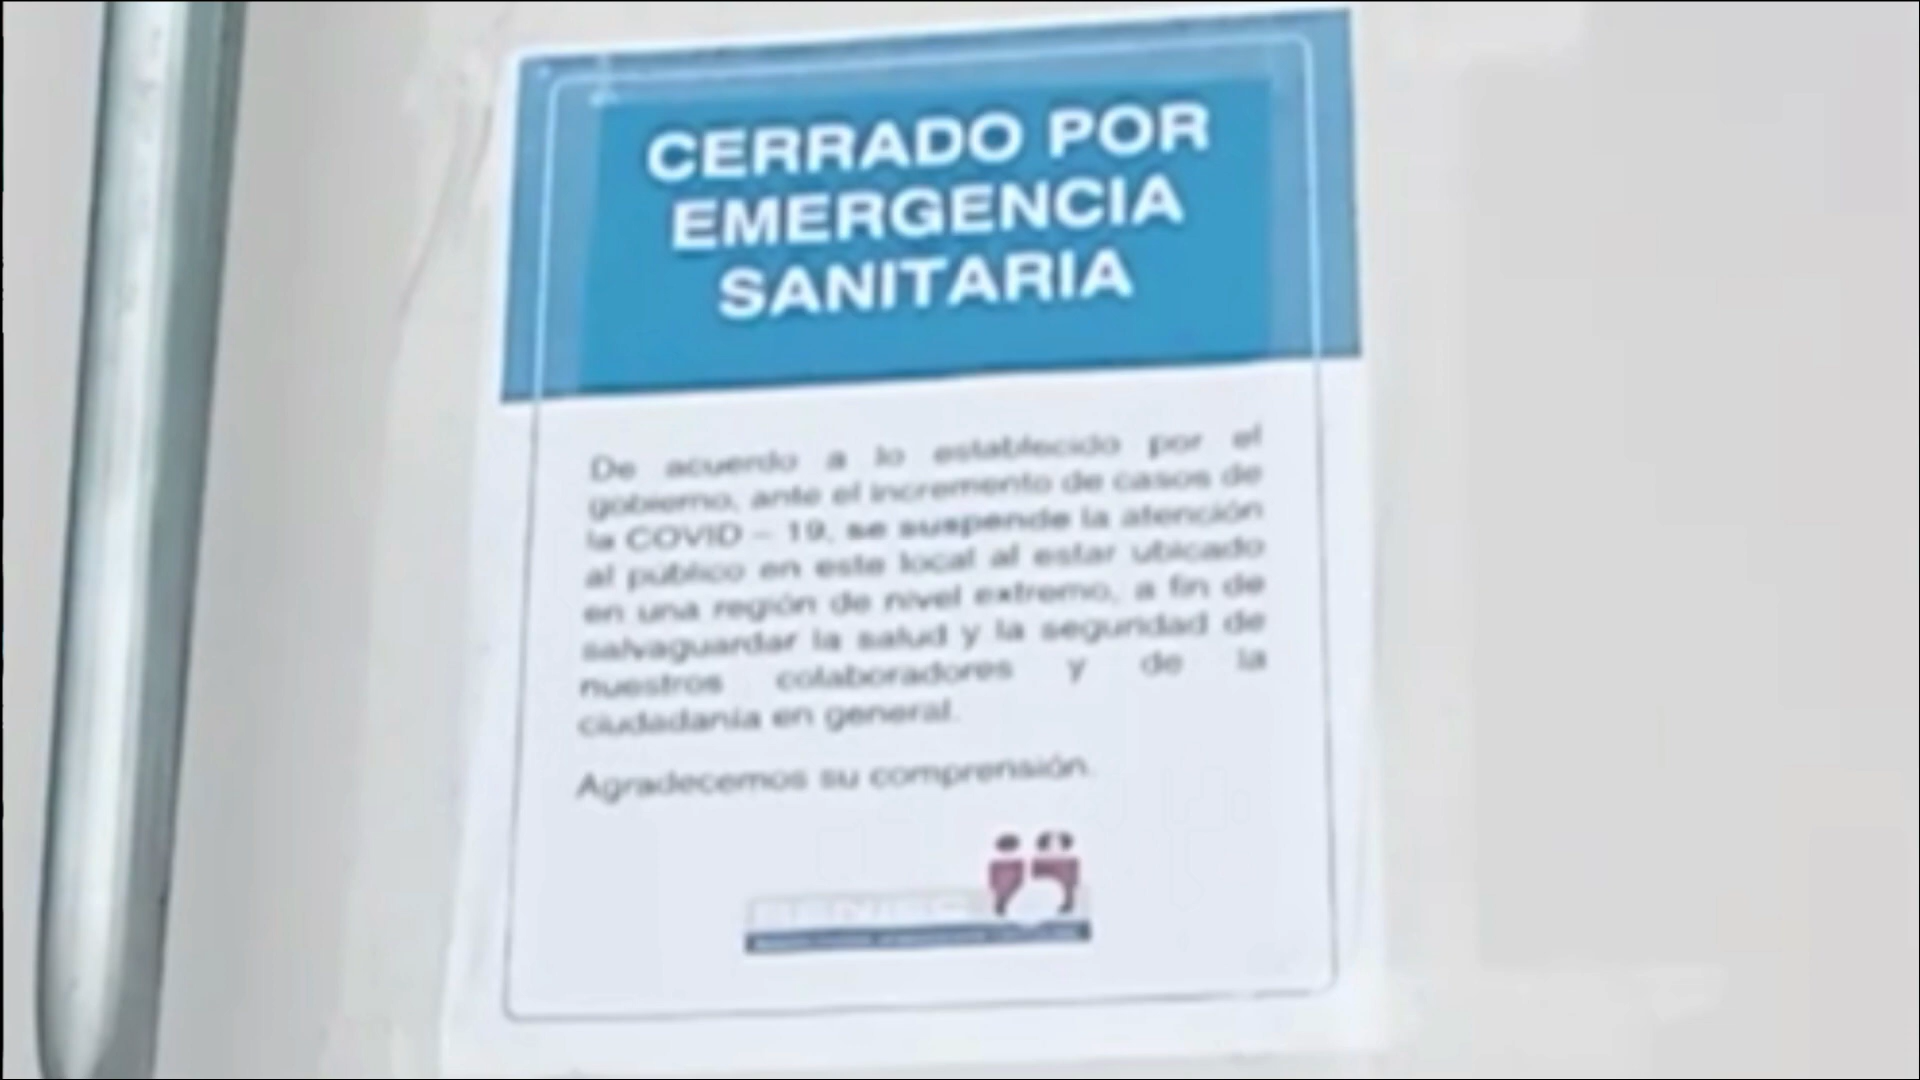 CERRADO POR
EMERGENCIA
SANITARIA
De acuerdo a lo establecido por el
gobierno, ante el incremento de casos de
la COVID – 19, se suspende la atención
al público en este local al estar ubicado
en una región de nivel extremo, a fin de
salvaguardar la salud y la seguridad de
nuestros colaboradores y de la
ciudadanía en general.
Agradecemos su comprensión.
RENIEC